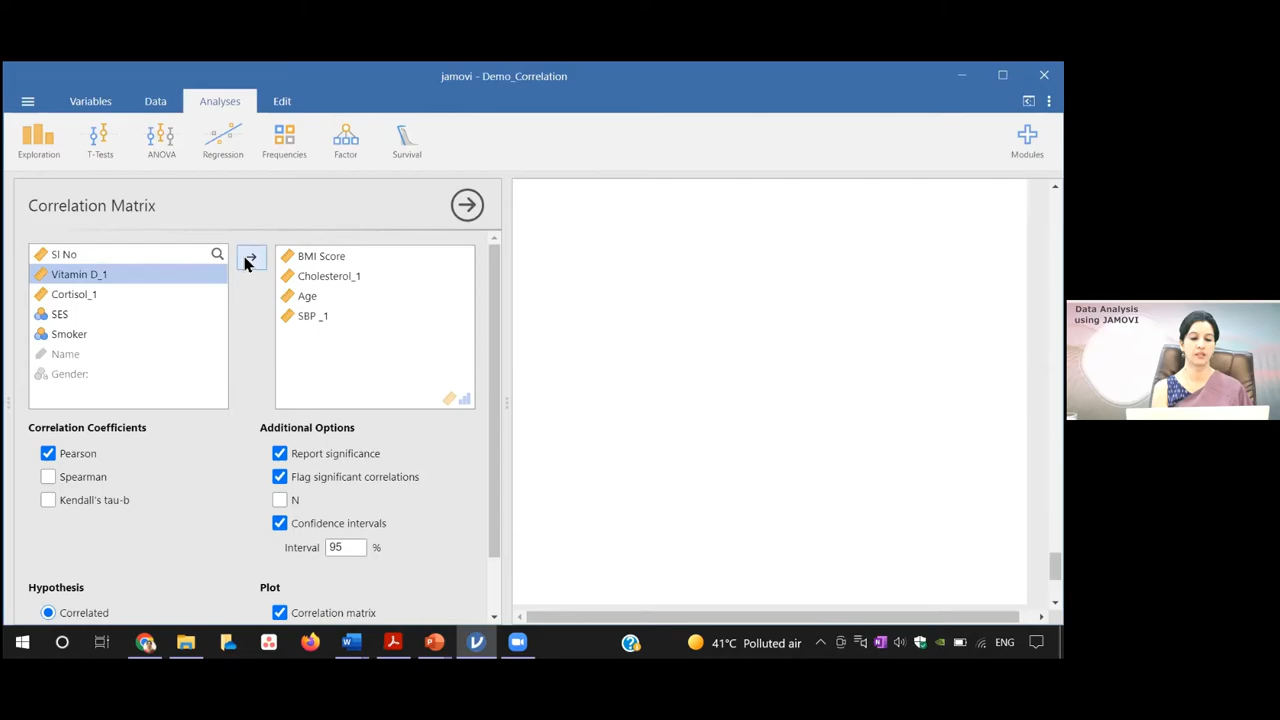 jamovi - Demo_Correlation
Variables
Data
Analyses
Edit
Exploration
T-Tests
ANOVA
Regression
Frequencies
Factor
Survival
Modules
Correlation Matrix
SI No
Vitamin D_1
Cortisol_1
SES
Smoker
Name
Gender:
BMI Score
Cholesterol_1
Age
SBP _1
Correlation Coefficients
Pearson
Spearman
Kendall's tau-b
Additional Options
Report significance
Flag significant correlations
N
Confidence intervals
Interval 95 %
Hypothesis
Correlated
Plot
Correlation matrix
Data Analysis
using JAMOVI
41°C Polluted air
ENG